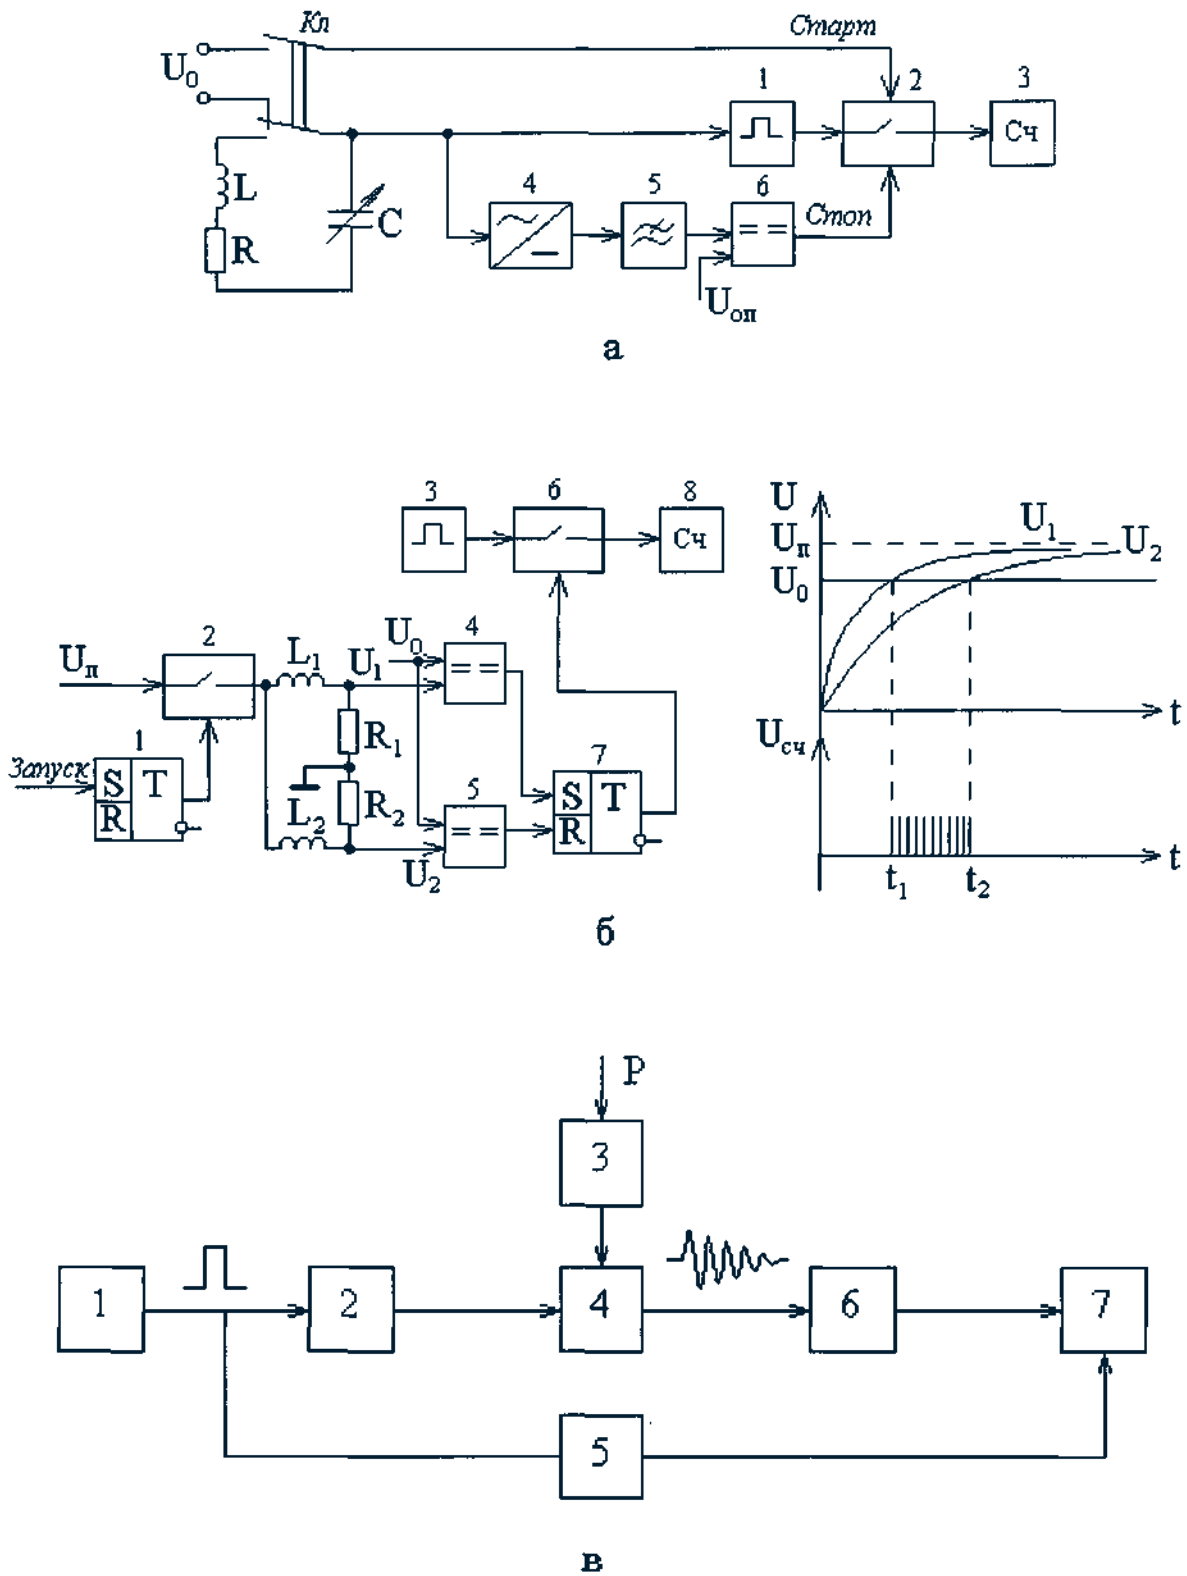 Кл
Старт
U₀
1
2
3
Сч
L
R
C
4
5
6
== 
Стоп
Uоп
а
3
6
8
Сч
U
Uп
U₀
U₁
U₂
t
Uсч
t
t₁
t₂
Uп
2
L₁
U₁
U₀
4
==
R₁
Запуск
1
S
T
R
L₂
R₂
5
==
U₂
7
S
T
R
б
P
3
1
2
4
6
7
5
в